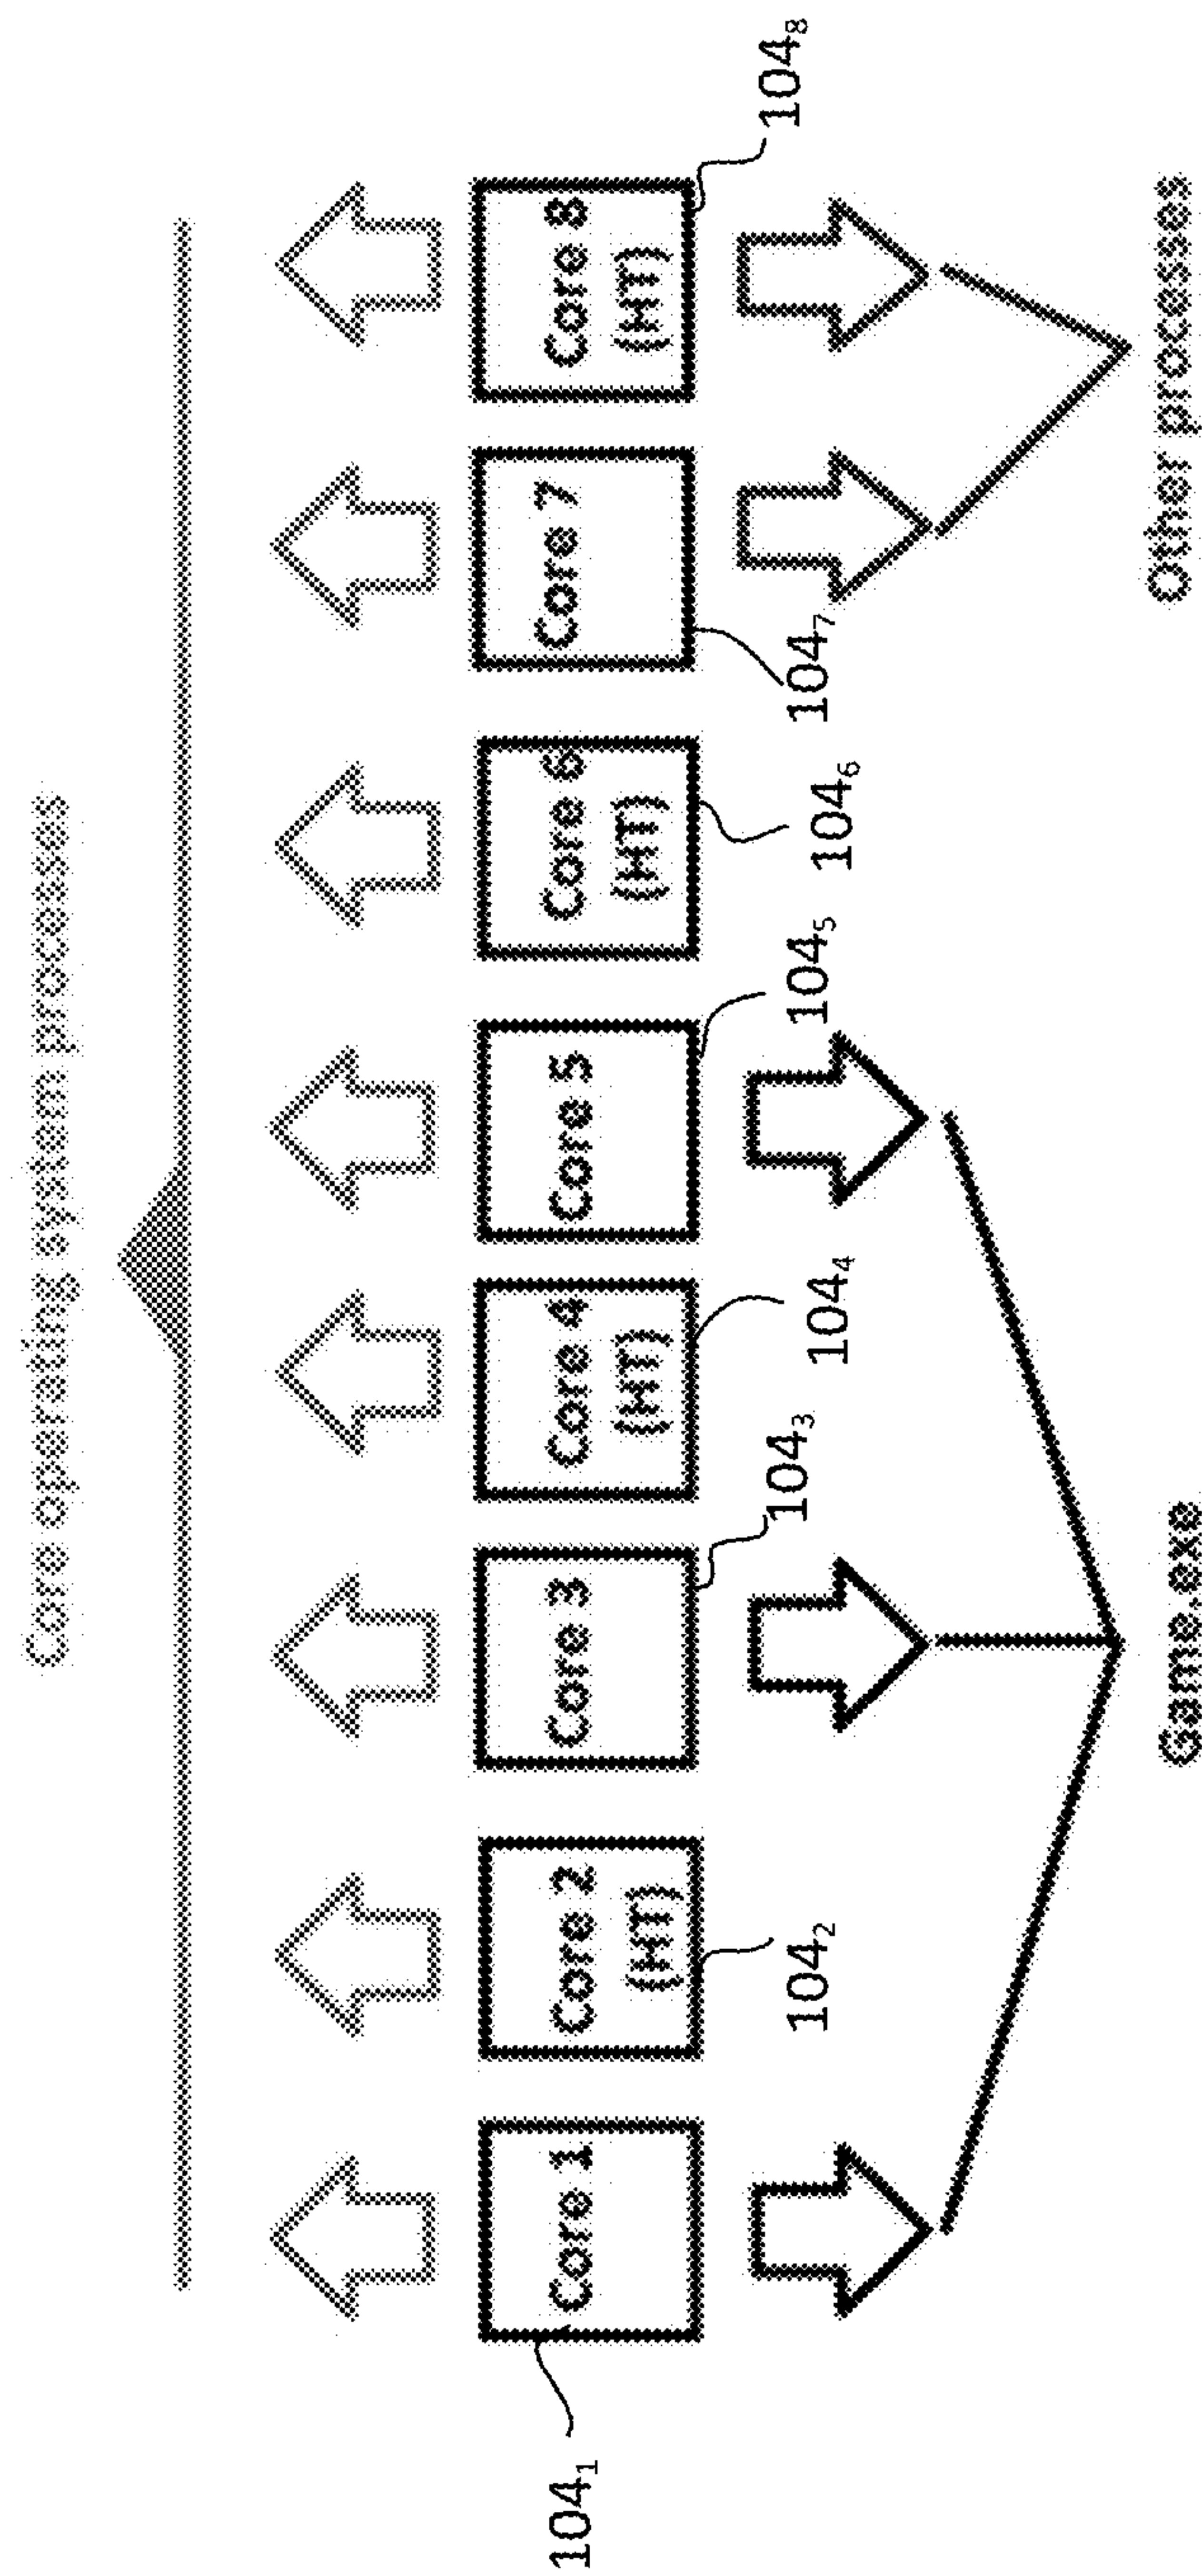 Core operating system processes
Core 1
Core 2
(HT)
Core 3
Core 4
(HT)
Core 5
Core 6
(HT)
Core 7
Core 8
(HT)
104₁
104₂
104₃
104₄
104₅
104₆
104₇
104₈
Game.exe
Other processes